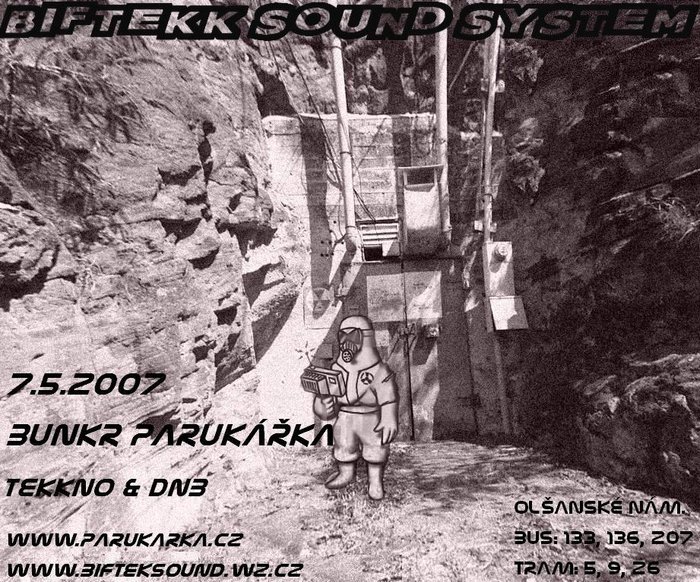 BIFTEKK SOUND SYSTEM
7.5.2007
BUNKR PARUKÁŘKA
TEKKNO & DNB
WWW.PARUKARKA.CZ
WWW.BIFTEKSOUND.WZ.CZ
OLŠANSKÉ NÁM.
BUS: 133, 136, 207
TRAM: 5, 9, 26